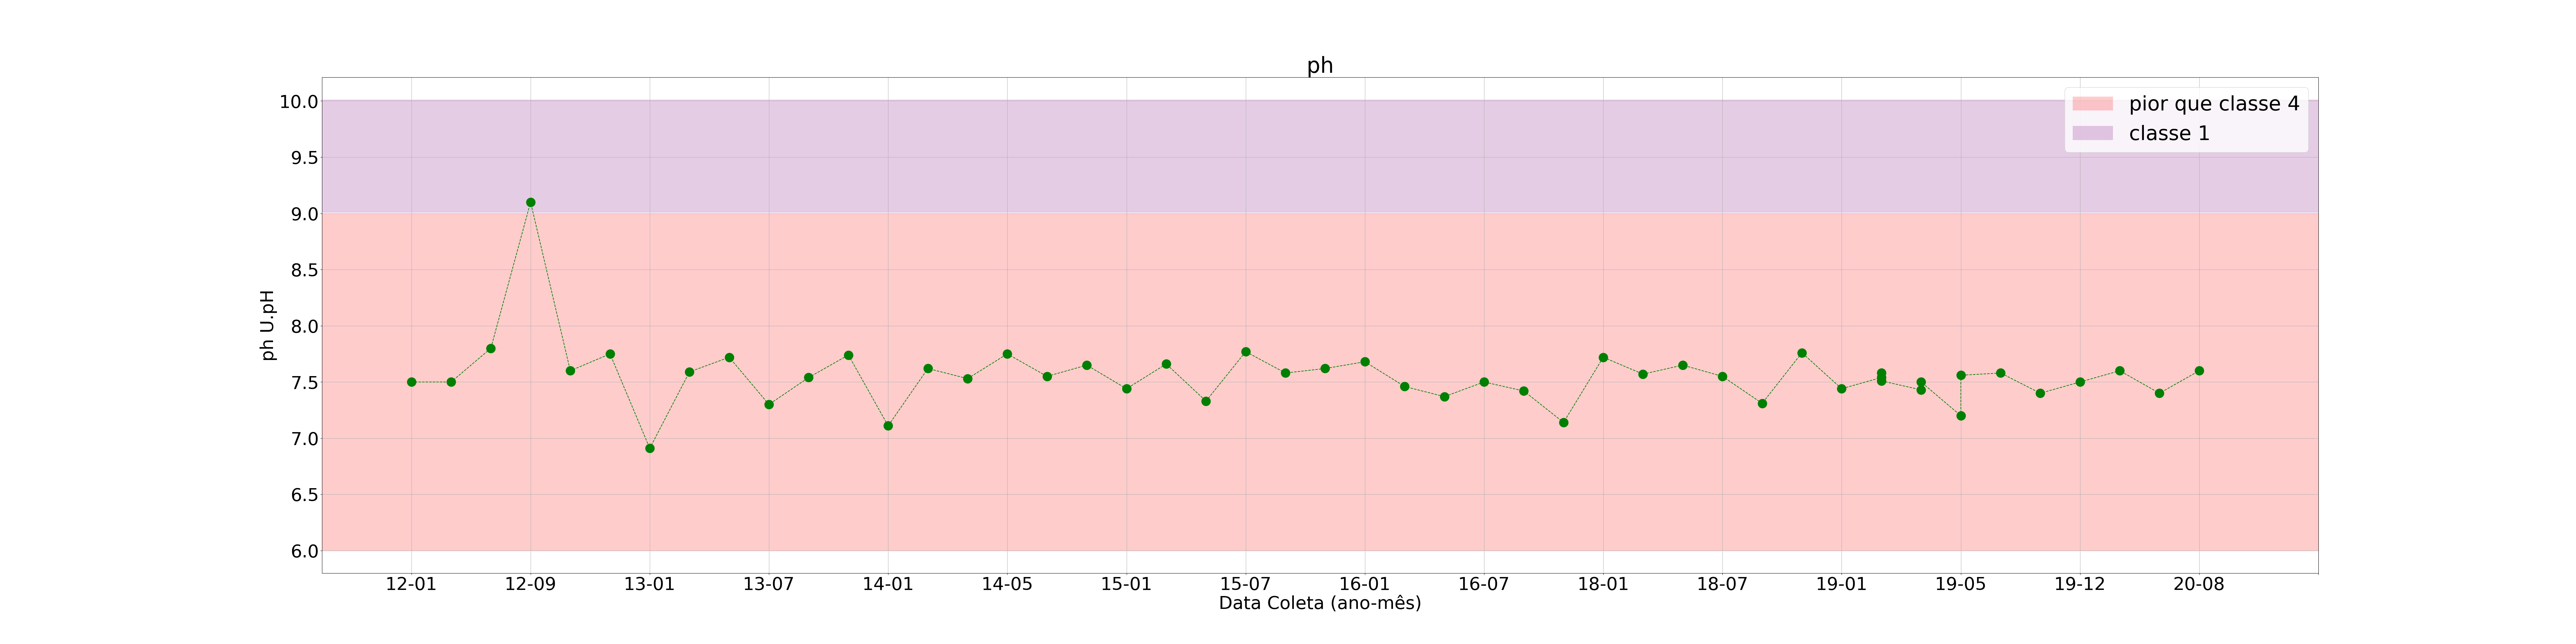 ph
10.0
9.5
9.0
8.5
8.0
7.5
7.0
6.5
6.0
ph U.pH
pior que classe 4
classe 1
12-01 12-09 13-01 13-07 14-01 14-05 15-01 15-07 16-01 16-07 18-01 18-07 19-01 19-05 19-12 20-08
Data Coleta (ano-mês)